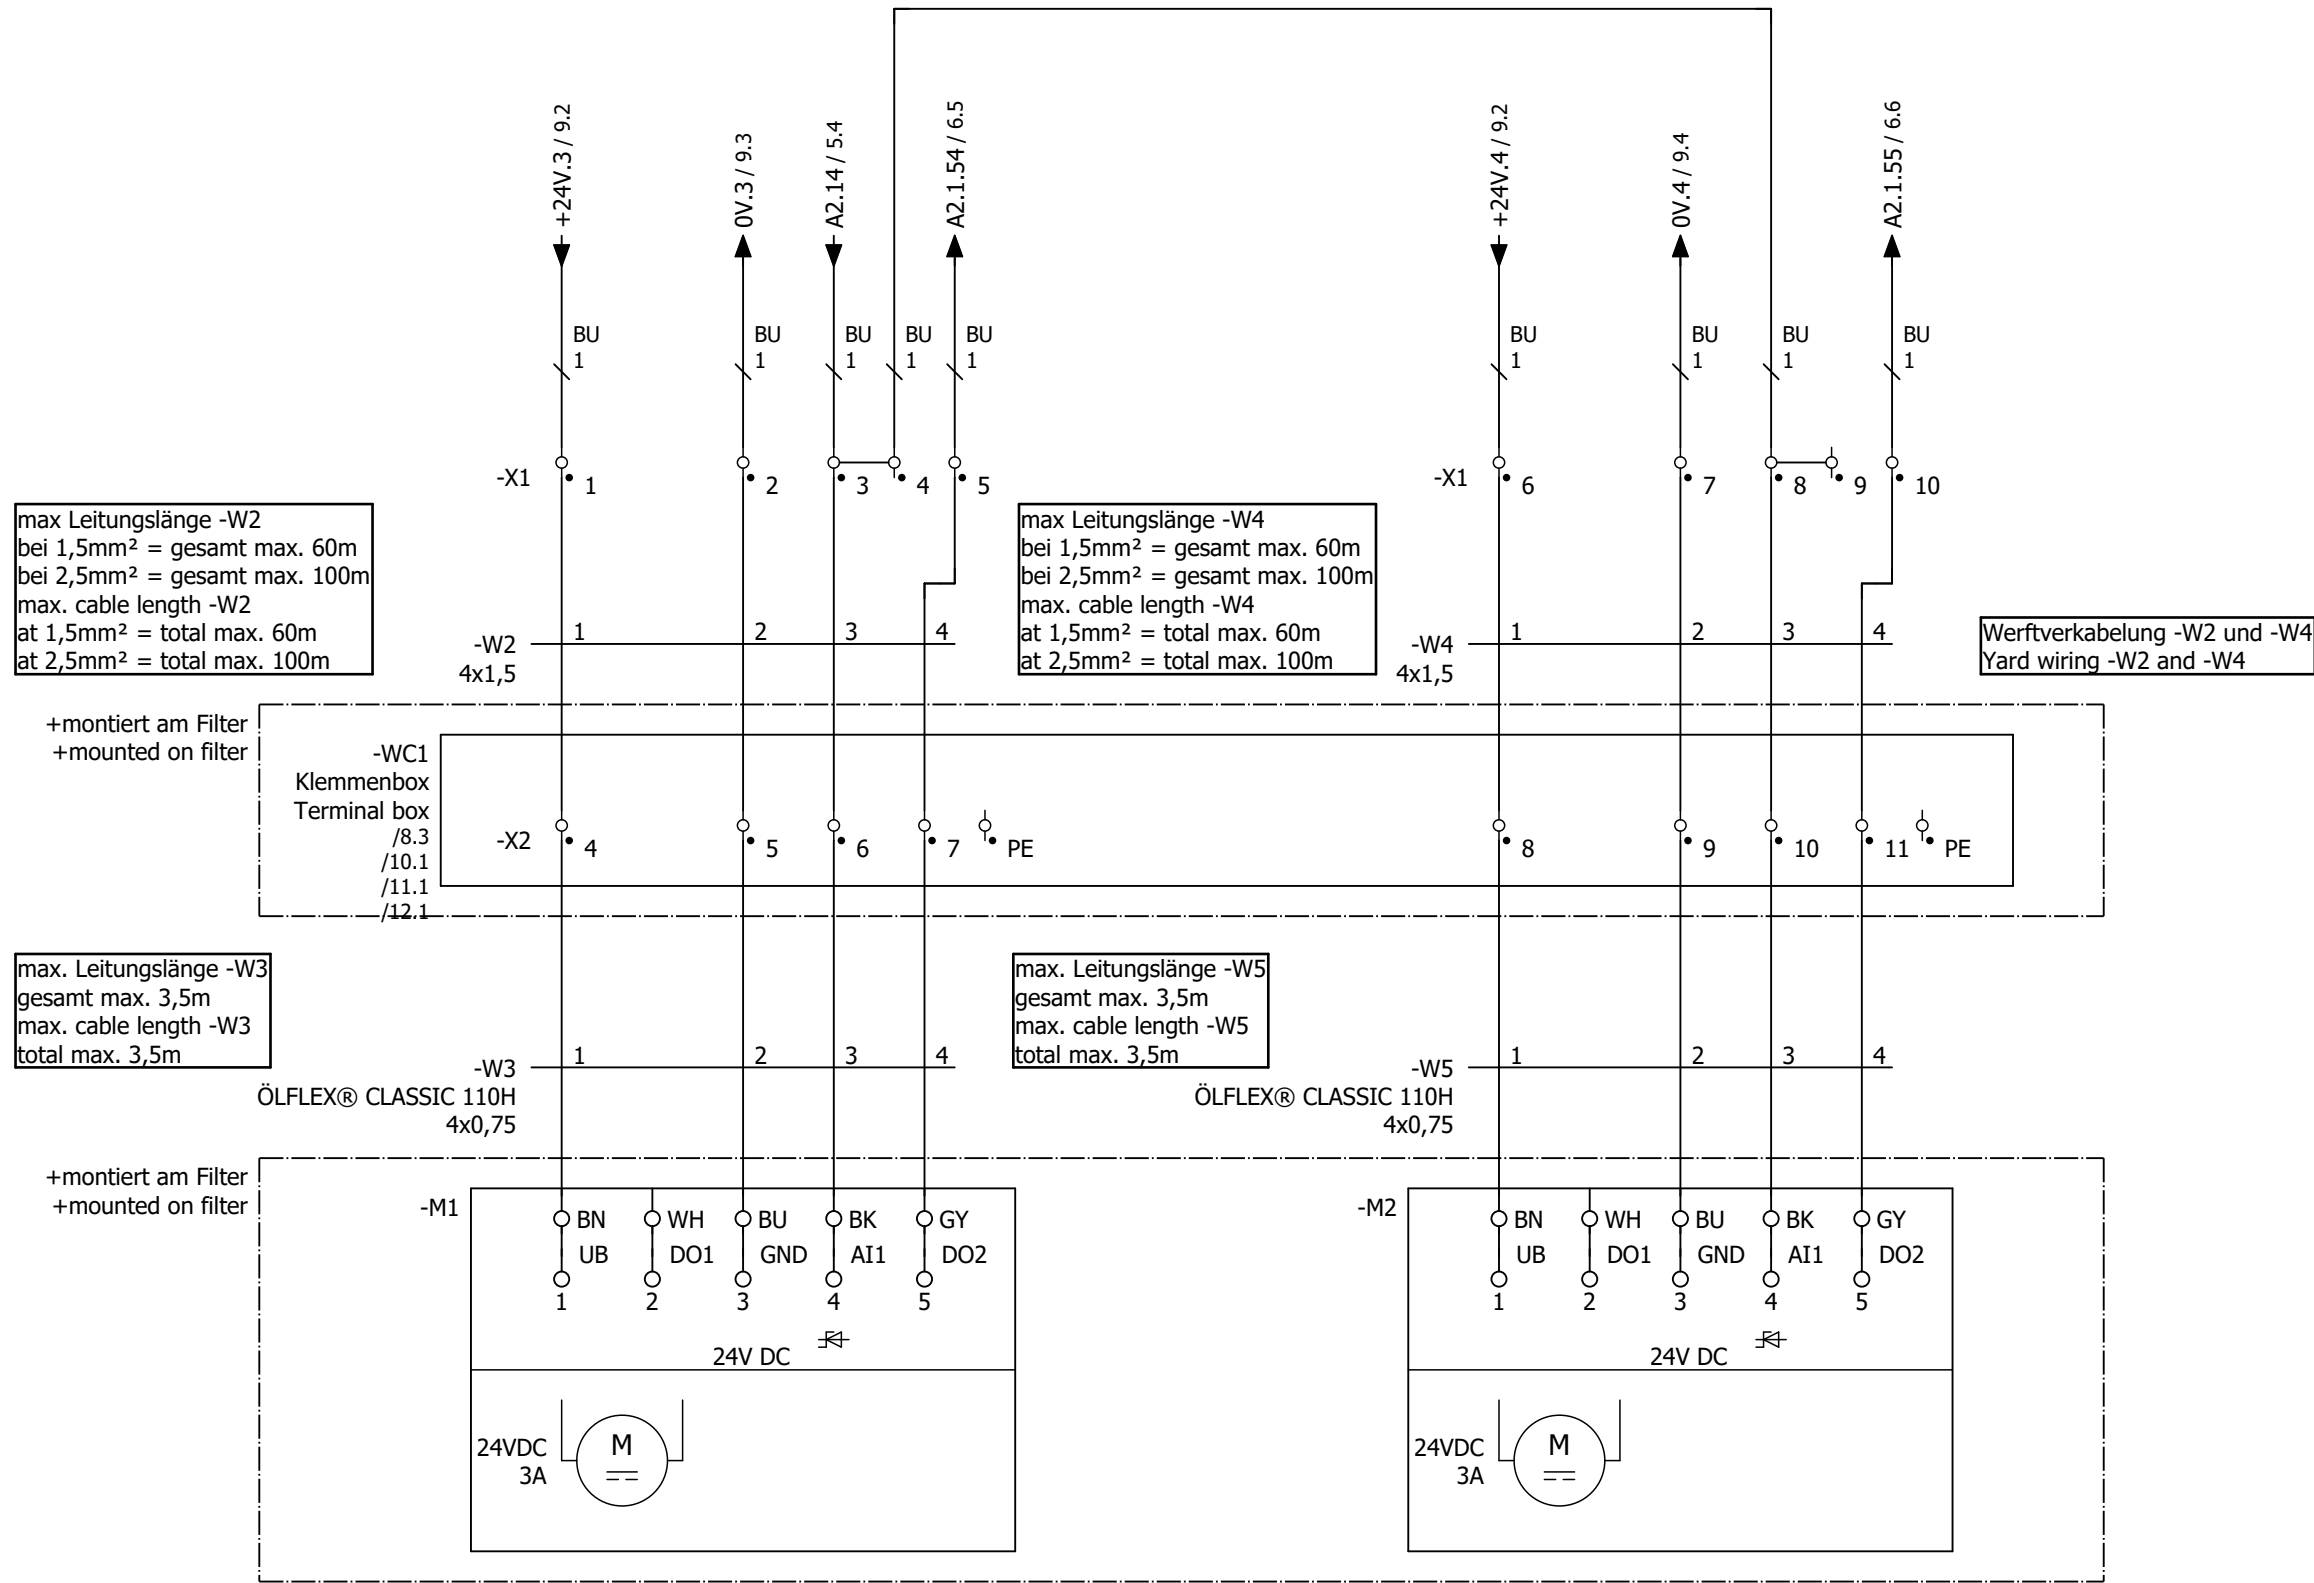 +24V.3 / 9.2
0V.3 / 9.3
A2.14 / 5.4
A2.1.54 / 6.5
+24V.4 / 9.2
0V.4 / 9.4
A2.1.55 / 6.6
BU BU BU BU BU BU BU BU BU
1 1 1 1 1 1 1 1 1
-X1 1 2 3 4 5
-X1 6 7 8 9 10
max Leitungslänge -W2
bei 1,5mm² = gesamt max. 60m
bei 2,5mm² = gesamt max. 100m
max. cable length -W2
at 1,5mm² = total max. 60m
at 2,5mm² = total max. 100m
max Leitungslänge -W4
bei 1,5mm² = gesamt max. 60m
bei 2,5mm² = gesamt max. 100m
max. cable length -W4
at 1,5mm² = total max. 60m
at 2,5mm² = total max. 100m
-W2 1 2 3 4
4x1,5
-W4 1 2 3 4
4x1,5
Werftverkabelung -W2 und -W4
Yard wiring -W2 and -W4
+montiert am Filter
+mounted on filter
-WC1
Klemmenbox
Terminal box
/8.3
/10.1
/11.1
/12.1
-X2 4 5 6 7 PE 8 9 10 11 PE
max. Leitungslänge -W3
gesamt max. 3,5m
max. cable length -W3
total max. 3,5m
max. Leitungslänge -W5
gesamt max. 3,5m
max. cable length -W5
total max. 3,5m
-W3 1 2 3 4
ÖLFLEX® CLASSIC 110H
4x0,75
-W5 1 2 3 4
ÖLFLEX® CLASSIC 110H
4x0,75
+montiert am Filter
+mounted on filter
-M1
BN WH BU BK GY
UB DO1 GND AI1 DO2
1 2 3 4 5
24V DC
24VDC
3A
M
-M2
BN WH BU BK GY
UB DO1 GND AI1 DO2
1 2 3 4 5
24V DC
24VDC
3A
M